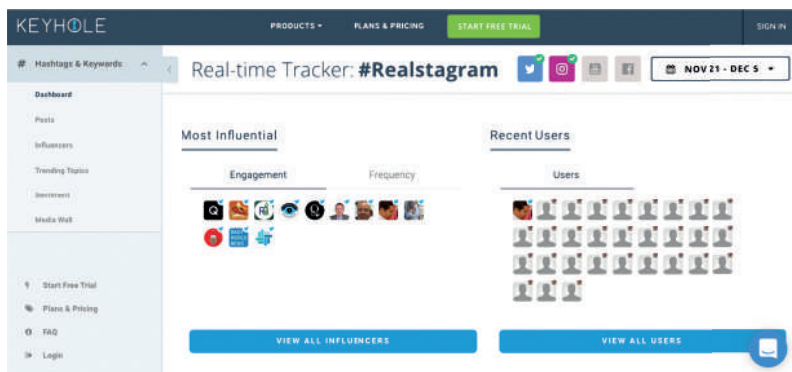 KEYHOLE
PRODUCTS
PLANS & PRICING
START FREE TRIAL
SIGN IN
# Hashtags & Keywords
Real-time Tracker: #Realstagram
NOV 21 - DEC 5
Dashboard
Posts
Influencers
Trending Topics
Sentiment
Media Wall
Most Influential
Recent Users
Engagement
Frequency
Users
Start Free Trial
Plans & Pricing
FAQ
Login
VIEW ALL INFLUENCERS
VIEW ALL USERS